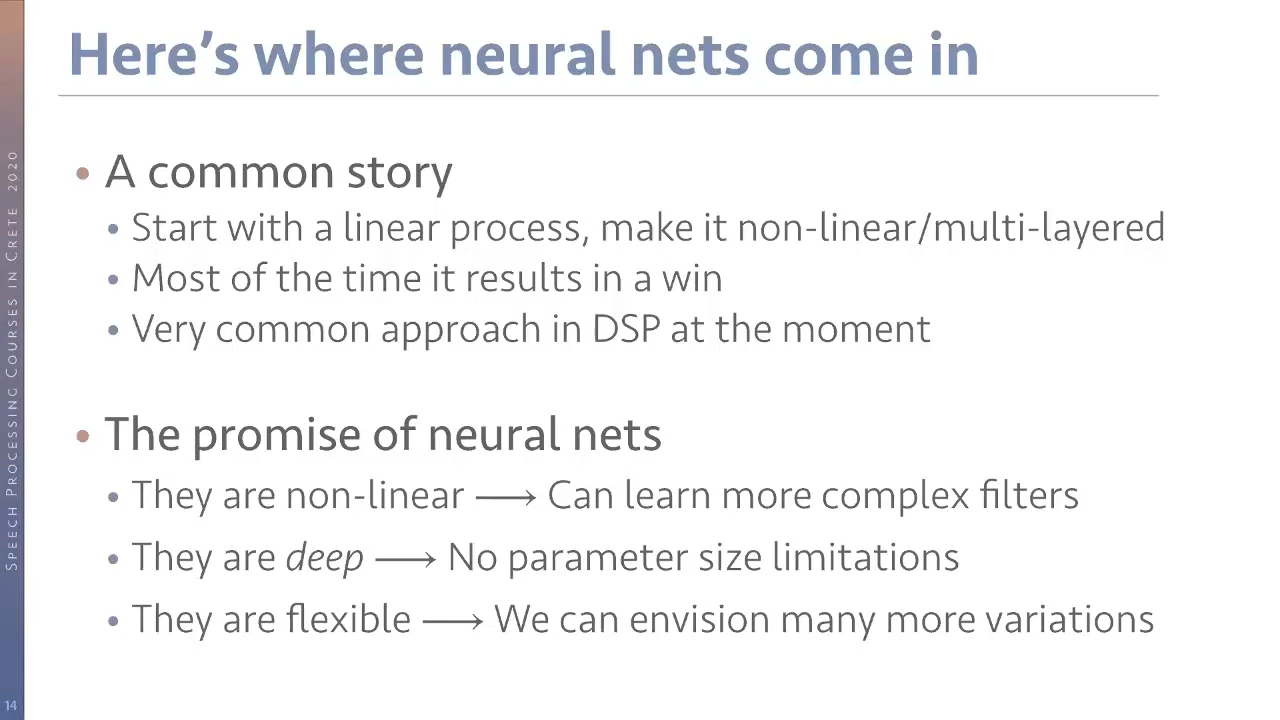 Here's where neural nets come in
• A common story
• Start with a linear process, make it non-linear/multi-layered
• Most of the time it results in a win
• Very common approach in DSP at the moment
• The promise of neural nets
• They are non-linear ⟶ Can learn more complex filters
• They are deep ⟶ No parameter size limitations
• They are flexible ⟶ We can envision many more variations
Speech Processing Courses in Crete 2020
14